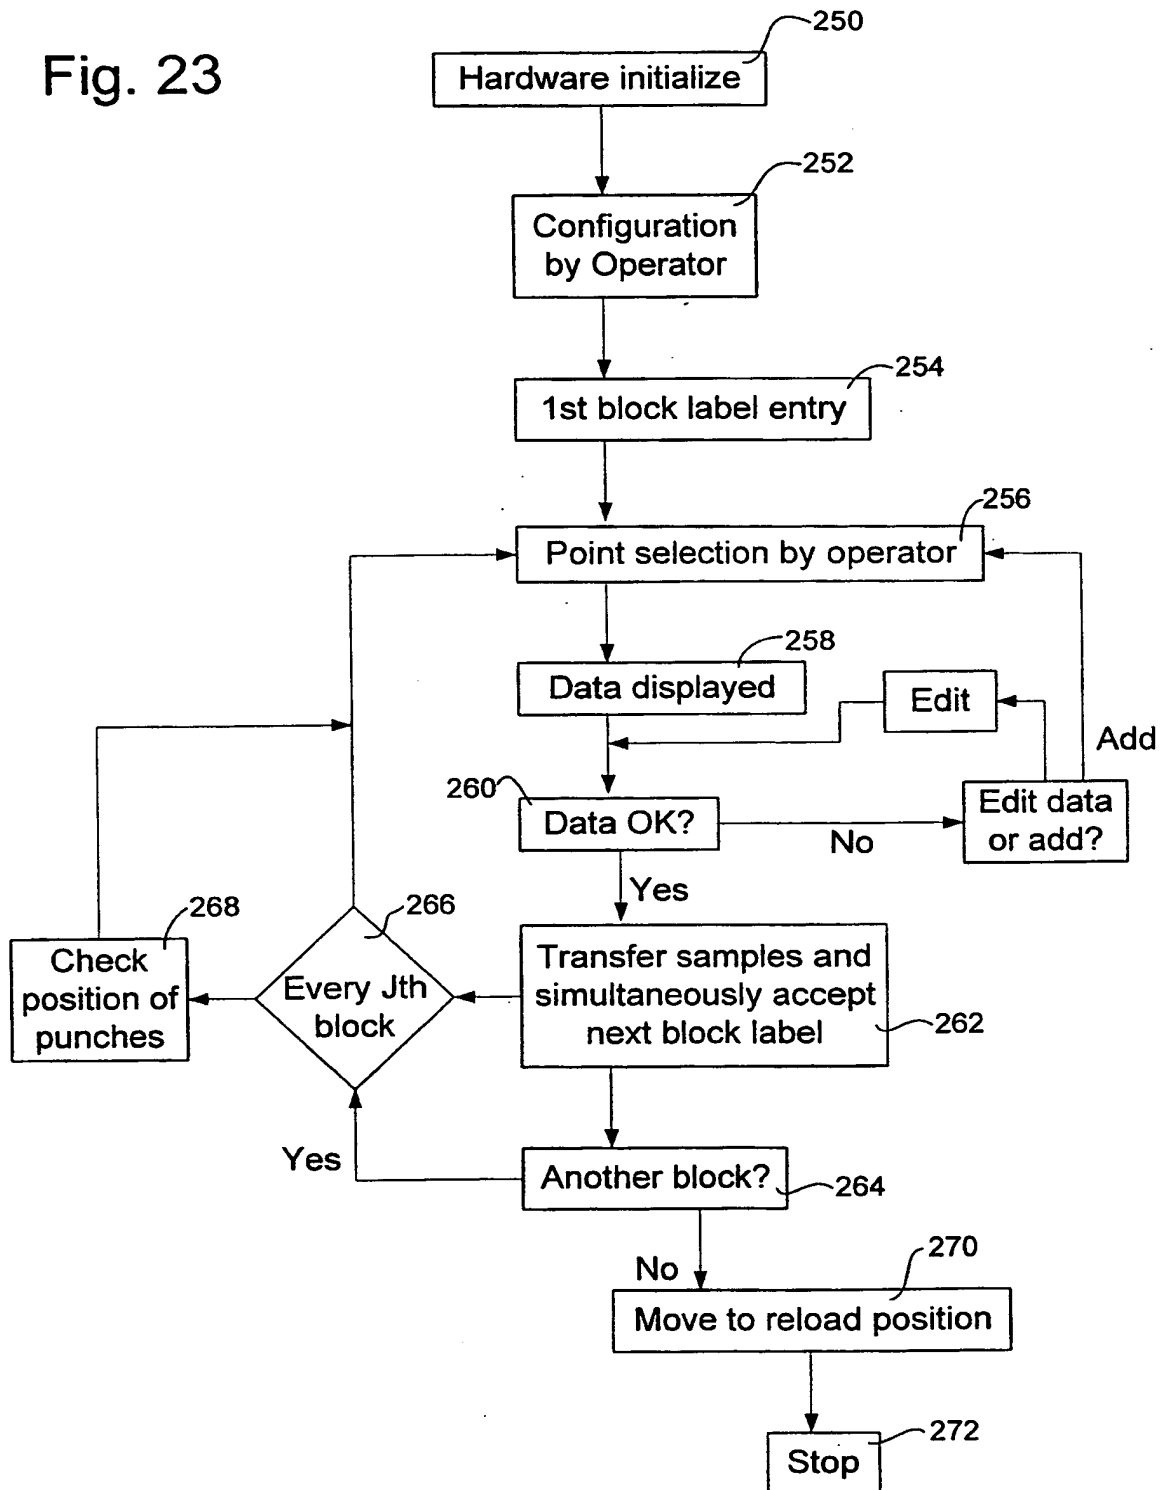 Fig. 23
250
Hardware initialize
252
Configuration
by Operator
254
1st block label entry
256
Point selection by operator
258
Data displayed
Edit
Add
260
Data OK?
No
Edit data
or add?
Yes
268
266
Check
position of
punches
Every Jth
block
Transfer samples and
simultaneously accept
next block label
262
Yes
Another block?
264
No
270
Move to reload position
272
Stop